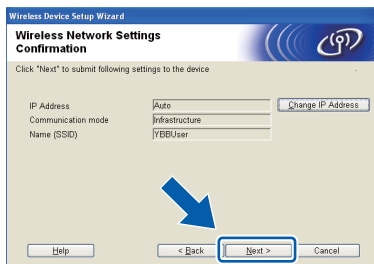 Wireless Device Setup Wizard
Wireless Network Settings
Confirmation
Click "Next" to submit following settings to the device
IP Address Auto Change IP Address
Communication mode Infrastructure
Name (SSID) YBBUser
Help < Back Next > Cancel